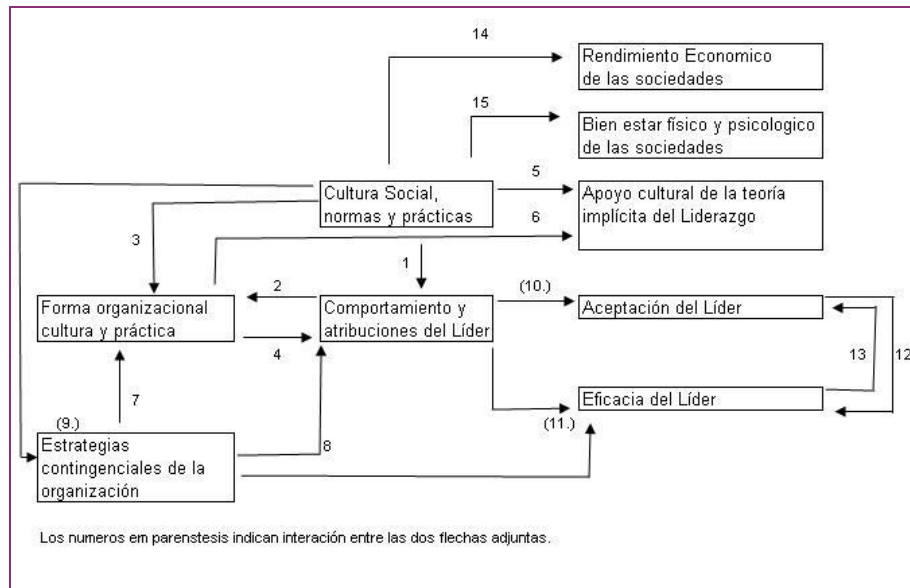 14
Rendimiento Economico
de las sociedades
15
Bien estar físico y psicologico
de las sociedades
Cultura Social,
normas y prácticas
5
Apoyo cultural de la teoría
implícita del Liderazgo
6
3
1
Forma organizacional
cultura y práctica
2
4
Comportamiento y
atribuciones del Líder
(10.)
Aceptación del Líder
13
12
7
Eficacia del Líder
(9.)
(11.)
Estrategias
contingenciales de la
organización
8
Los numeros em parenstesis indican interación entre las dos flechas adjuntas.